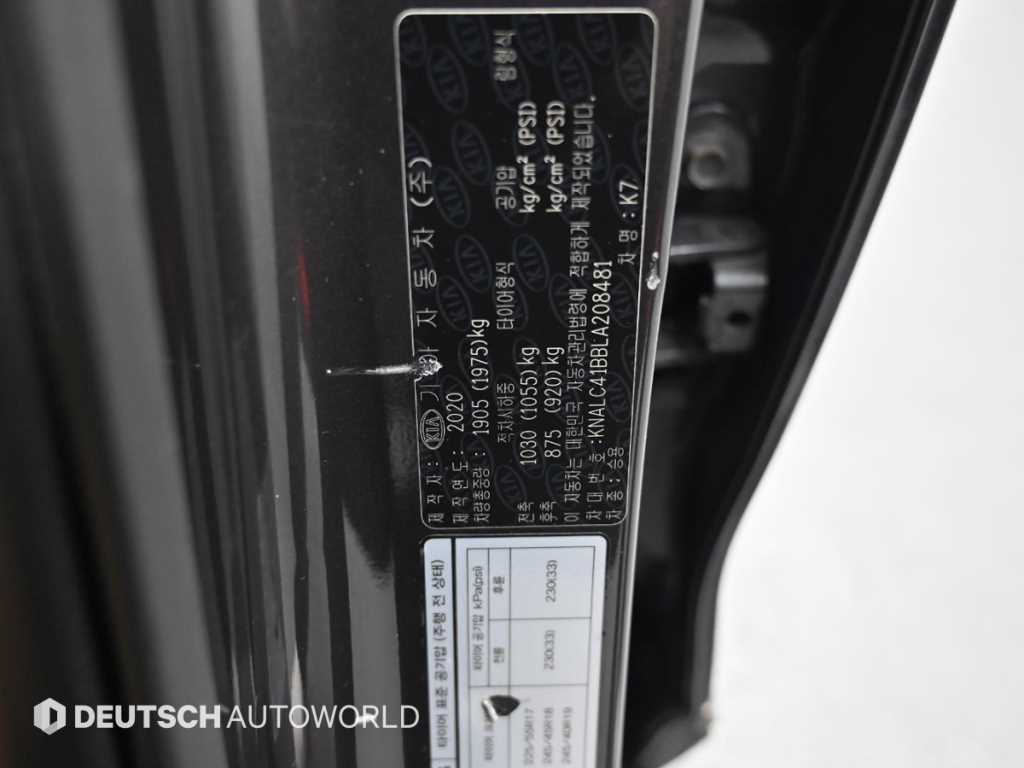 제작자: KIA 기아자동차(주)
제작연도: 2020
차량총중량: 1905 (1975)kg
적차시하중 타이어형식 공기압 림형식
전축 1030 (1055)kg kg/cm² (PSI)
후축 875 (920)kg kg/cm² (PSI)
이 자동차는 대한민국 자동차관리법령에 적합하게 제작되었습니다.
차대번호: KNALC41BBLA208481
차종: 승용 차명: K7
타이어 표준 공기압 (주행 전 상태)
타이어 공기압 kPa(psi)
전륜 후륜
225/55R17 230(33) 230(33)
245/45R18
245/40R19
DEUTSCH AUTOWORLD